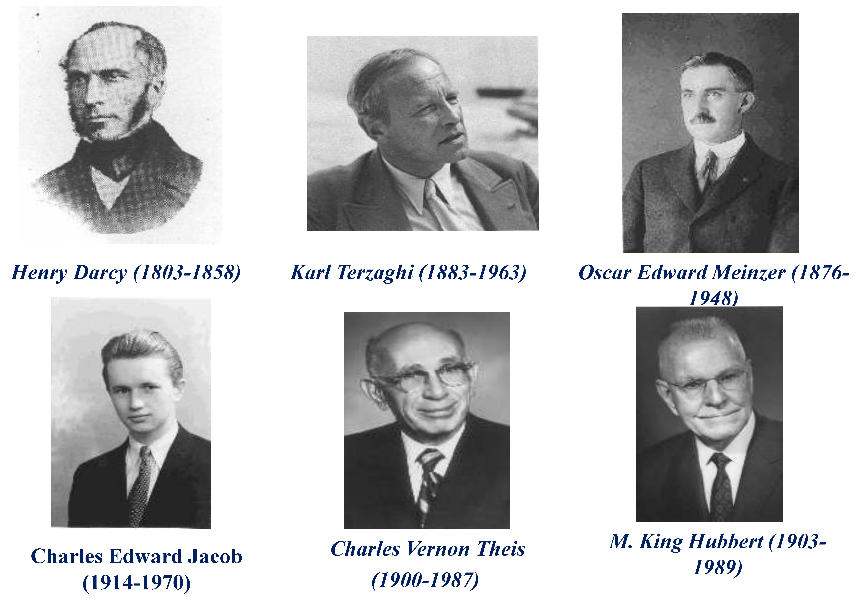 Henry Darcy (1803-1858)
Karl Terzaghi (1883-1963)
Oscar Edward Meinzer (1876-
1948)
Charles Edward Jacob
(1914-1970)
Charles Vernon Theis
(1900-1987)
M. King Hubbert (1903-
1989)